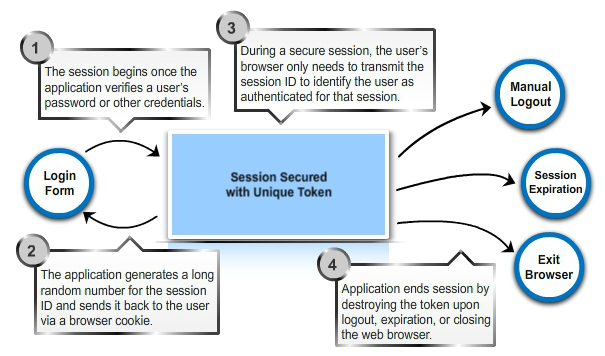 1
The session begins once the
application verifies a user's
password or other credentials.
3
During a secure session, the user's
browser only needs to transmit the
session ID to identify the user as
authenticated for that session.
Manual
Logout
Login
Form
Session Secured
with Unique Token
Session
Expiration
2
The application generates a long
random number for the session
ID and sends it back to the user
via a browser cookie.
4
Application ends session by
destroying the token upon
logout, expiration, or closing
the web browser.
Exit
Browser